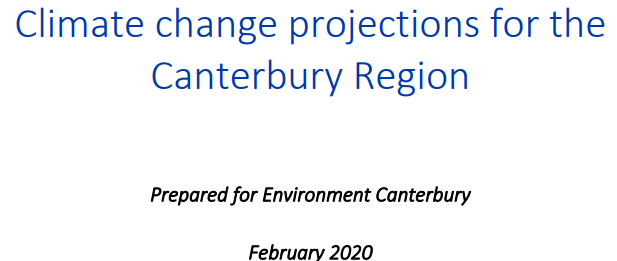 Climate change projections for the
Canterbury Region
Prepared for Environment Canterbury
February 2020